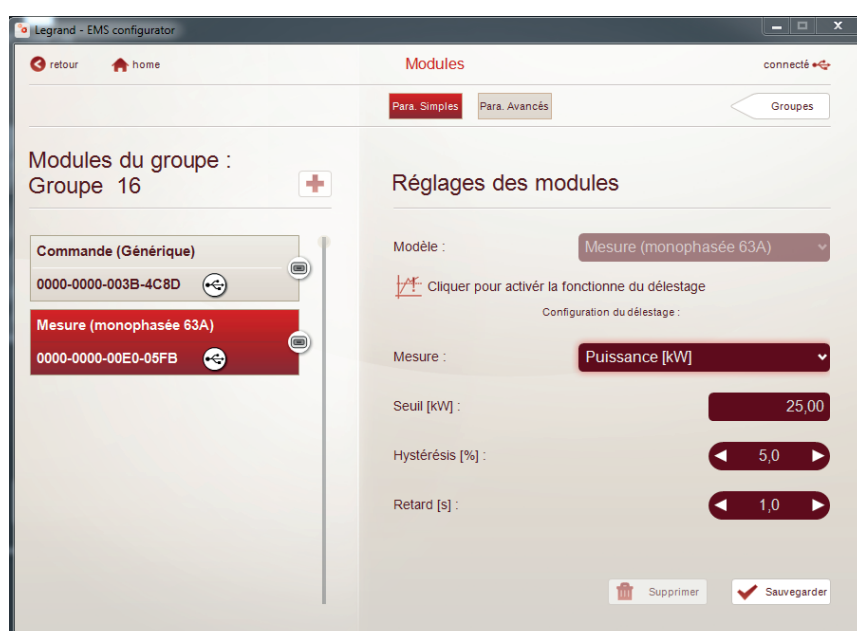 Legrand - EMS configurator
retour
home
Modules
connecté
Para. Simples
Para. Avancés
Groupes
Modules du groupe :
Groupe 16
Commande (Générique)
0000-0000-003B-4C8D
Mesure (monophasée 63A)
0000-0000-00E0-05FB
Réglages des modules
Modèle :
Mesure (monophasée 63A)
Cliquer pour activér la fonctionne du délestage
Configuration du délestage :
Mesure :
Puissance [kW]
Seuil [kW] :
25,00
Hystérésis [%] :
5,0
Retard [s] :
1,0
Supprimer
Sauvegarder